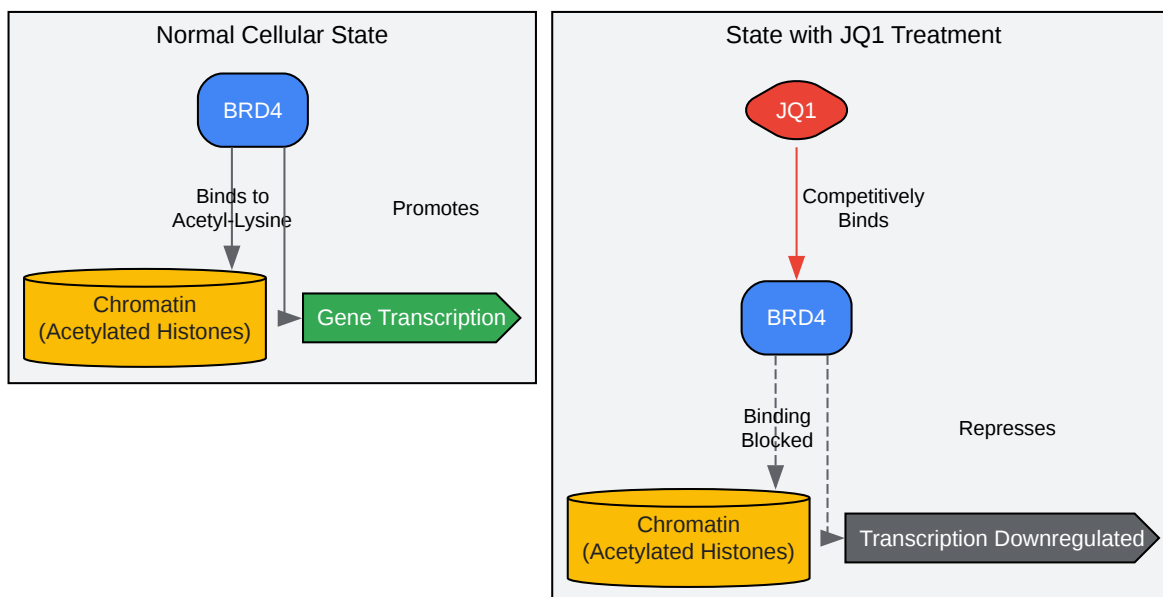 Normal Cellular State
BRD4
Binds to
Acetyl-Lysine
Promotes
Chromatin
(Acetylated Histones)
Gene Transcription
State with JQ1 Treatment
JQ1
Competitively
Binds
BRD4
Binding
Blocked
Represses
Chromatin
(Acetylated Histones)
Transcription Downregulated